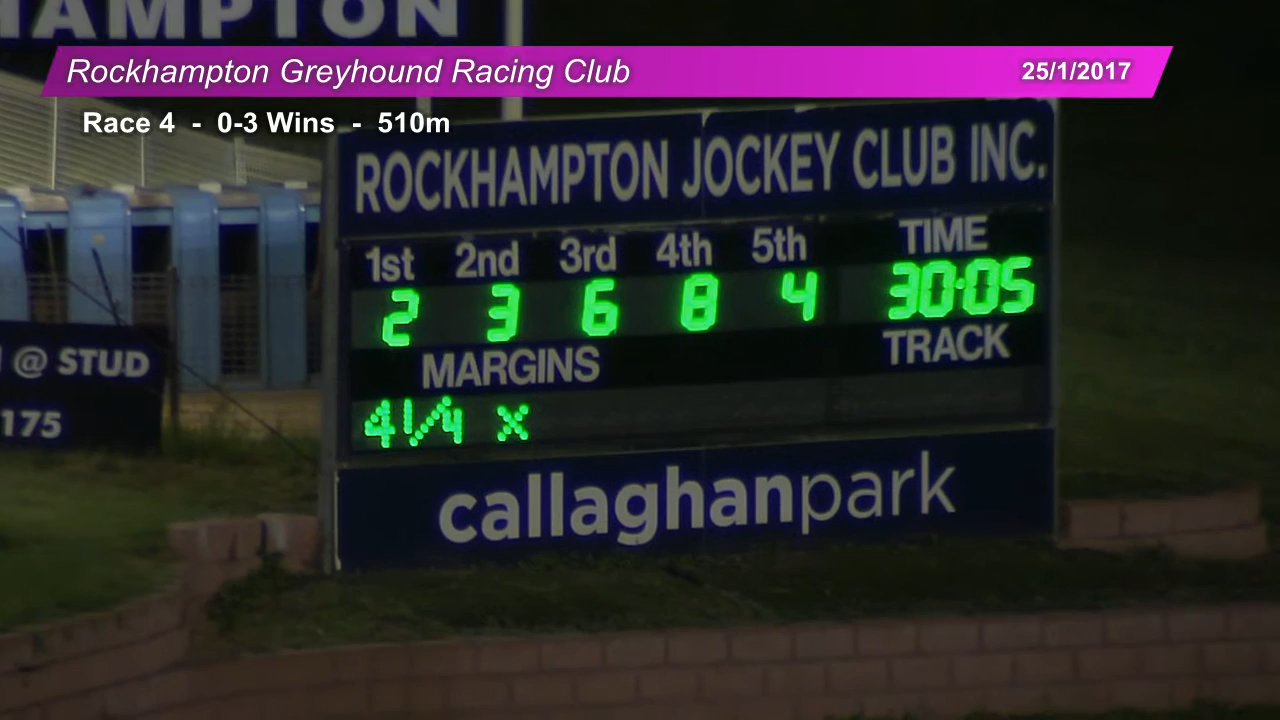 HAMPTON
Rockhampton Greyhound Racing Club 25/1/2017
Race 4 - 0-3 Wins - 510m
ROCKHAMPTON JOCKEY CLUB INC.
1st 2nd 3rd 4th 5th TIME
2 3 6 8 4 30:05
MARGINS TRACK
4 1/4 x
callaghanpark
@ STUD
175